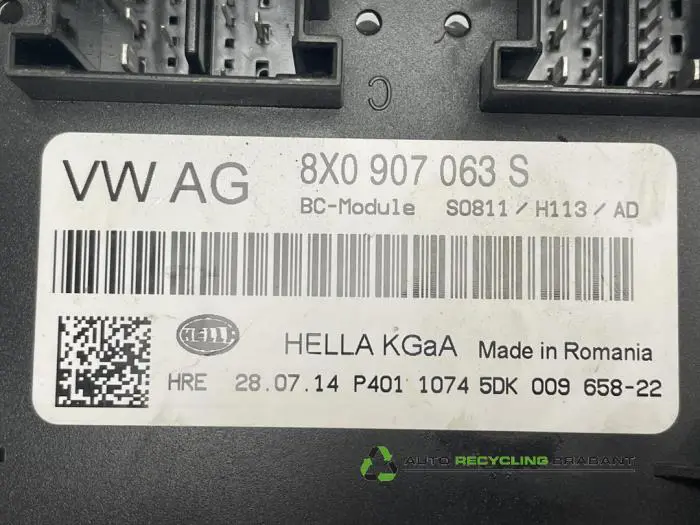 C
VW AG 8X0 907 063 S
BC-Module S0811/H113/AD
HELLA
HELLA KGaA Made in Romania
HRE 28.07.14 P401 1074 5DK 009 658-22
AUTO RECYCLING BRABANT